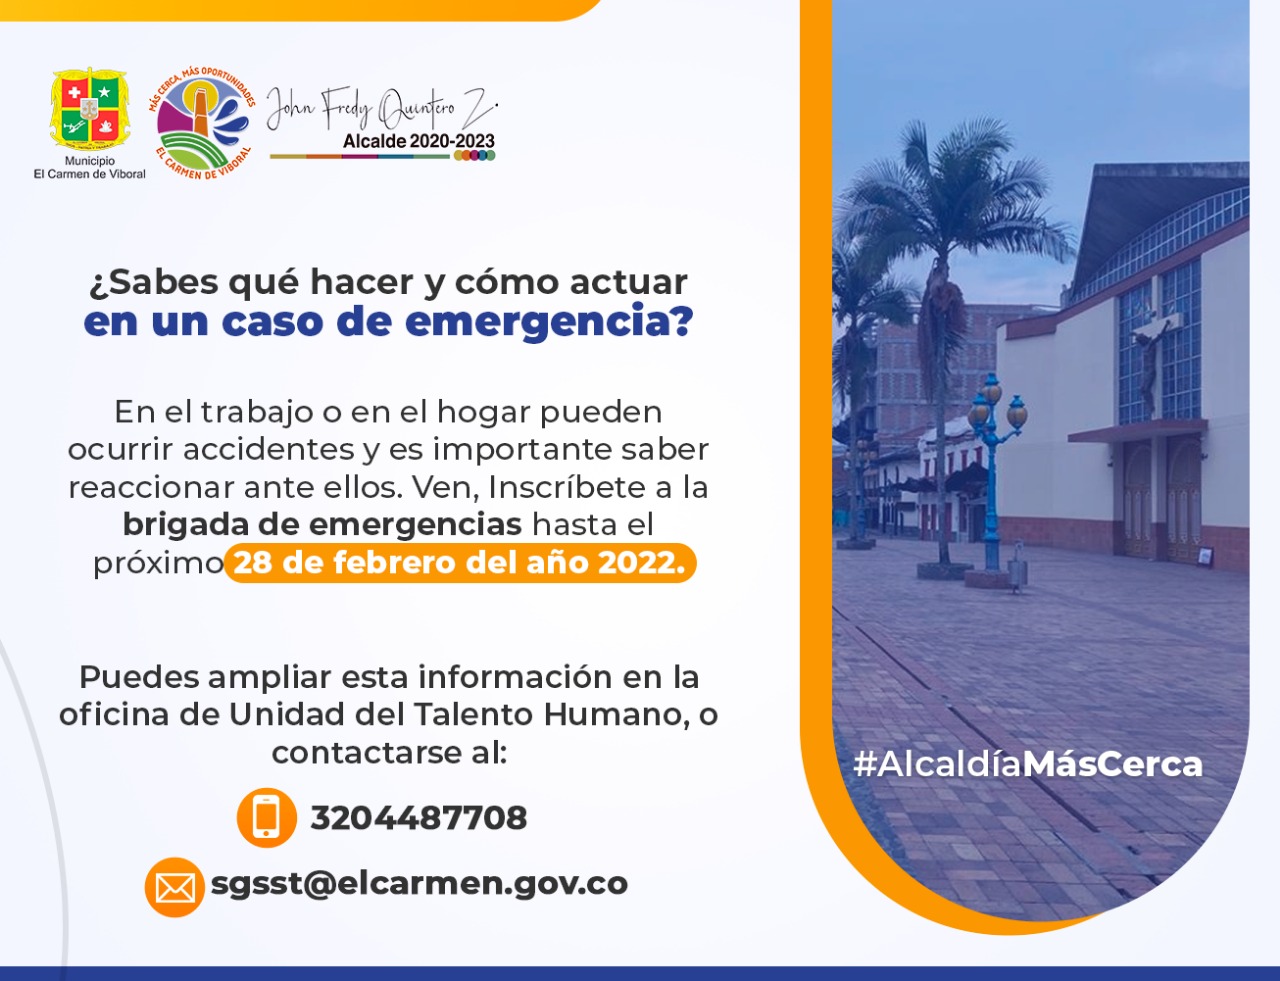 Municipio
El Carmen de Viboral
MÁS CERCA, MÁS OPORTUNIDADES
EL CARMEN DE VIBORAL
John Fredy Quintero Z.
Alcalde 2020-2023
¿Sabes qué hacer y cómo actuar
en un caso de emergencia?
En el trabajo o en el hogar pueden
ocurrir accidentes y es importante saber
reaccionar ante ellos. Ven, Inscríbete a la
brigada de emergencias hasta el
próximo 28 de febrero del año 2022.
Puedes ampliar esta información en la
oficina de Unidad del Talento Humano, o
contactarse al:
3204487708
sgsst@elcarmen.gov.co
#AlcaldíaMásCerca